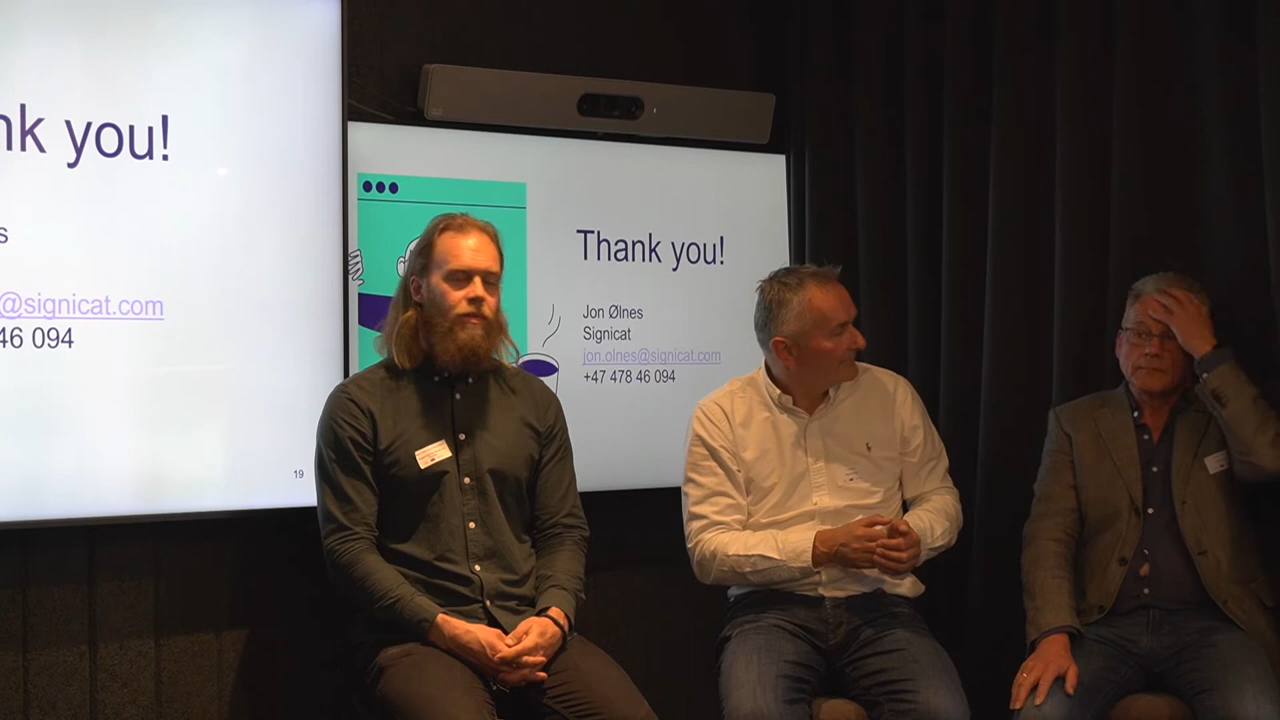 nk you!
s
@signicat.com
46 094
19
Thank you!
Jon Ølnes
Signicat
jon.olnes@signicat.com
+47 478 46 094